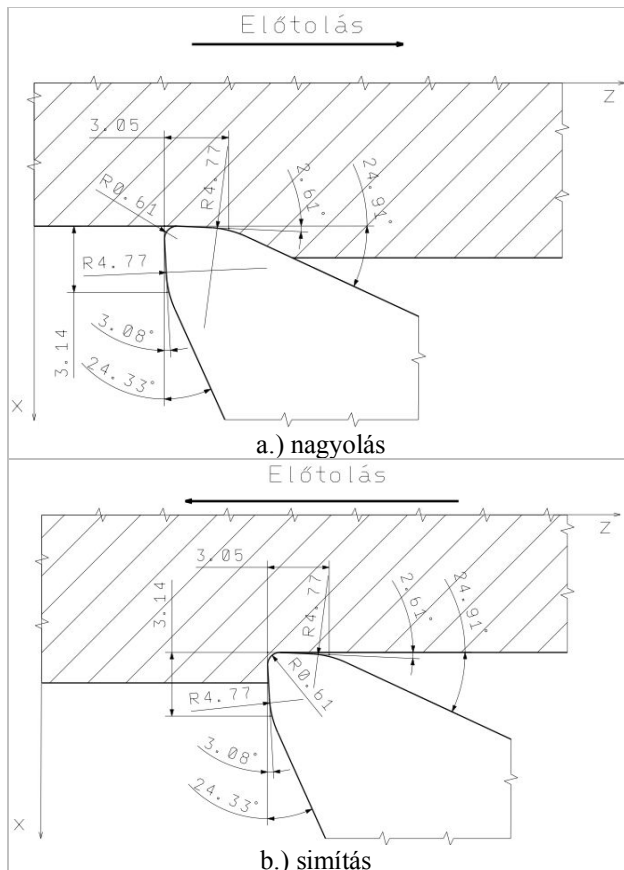 Előtolás
Z
3.05
R0.61
R4.77
2.61°
24.91°
R4.77
3.08°
3.14
24.33°
X
a.) nagyolás
Előtolás
Z
3.05
3.14
R4.77
2.61°
24.91°
R0.61
R4.77
3.08°
24.33°
X
b.) simítás